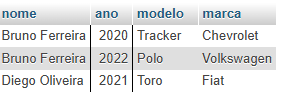 nome ano modelo marca
Bruno Ferreira 2020 Tracker Chevrolet
Bruno Ferreira 2022 Polo Volkswagen
Diego Oliveira 2021 Toro Fiat